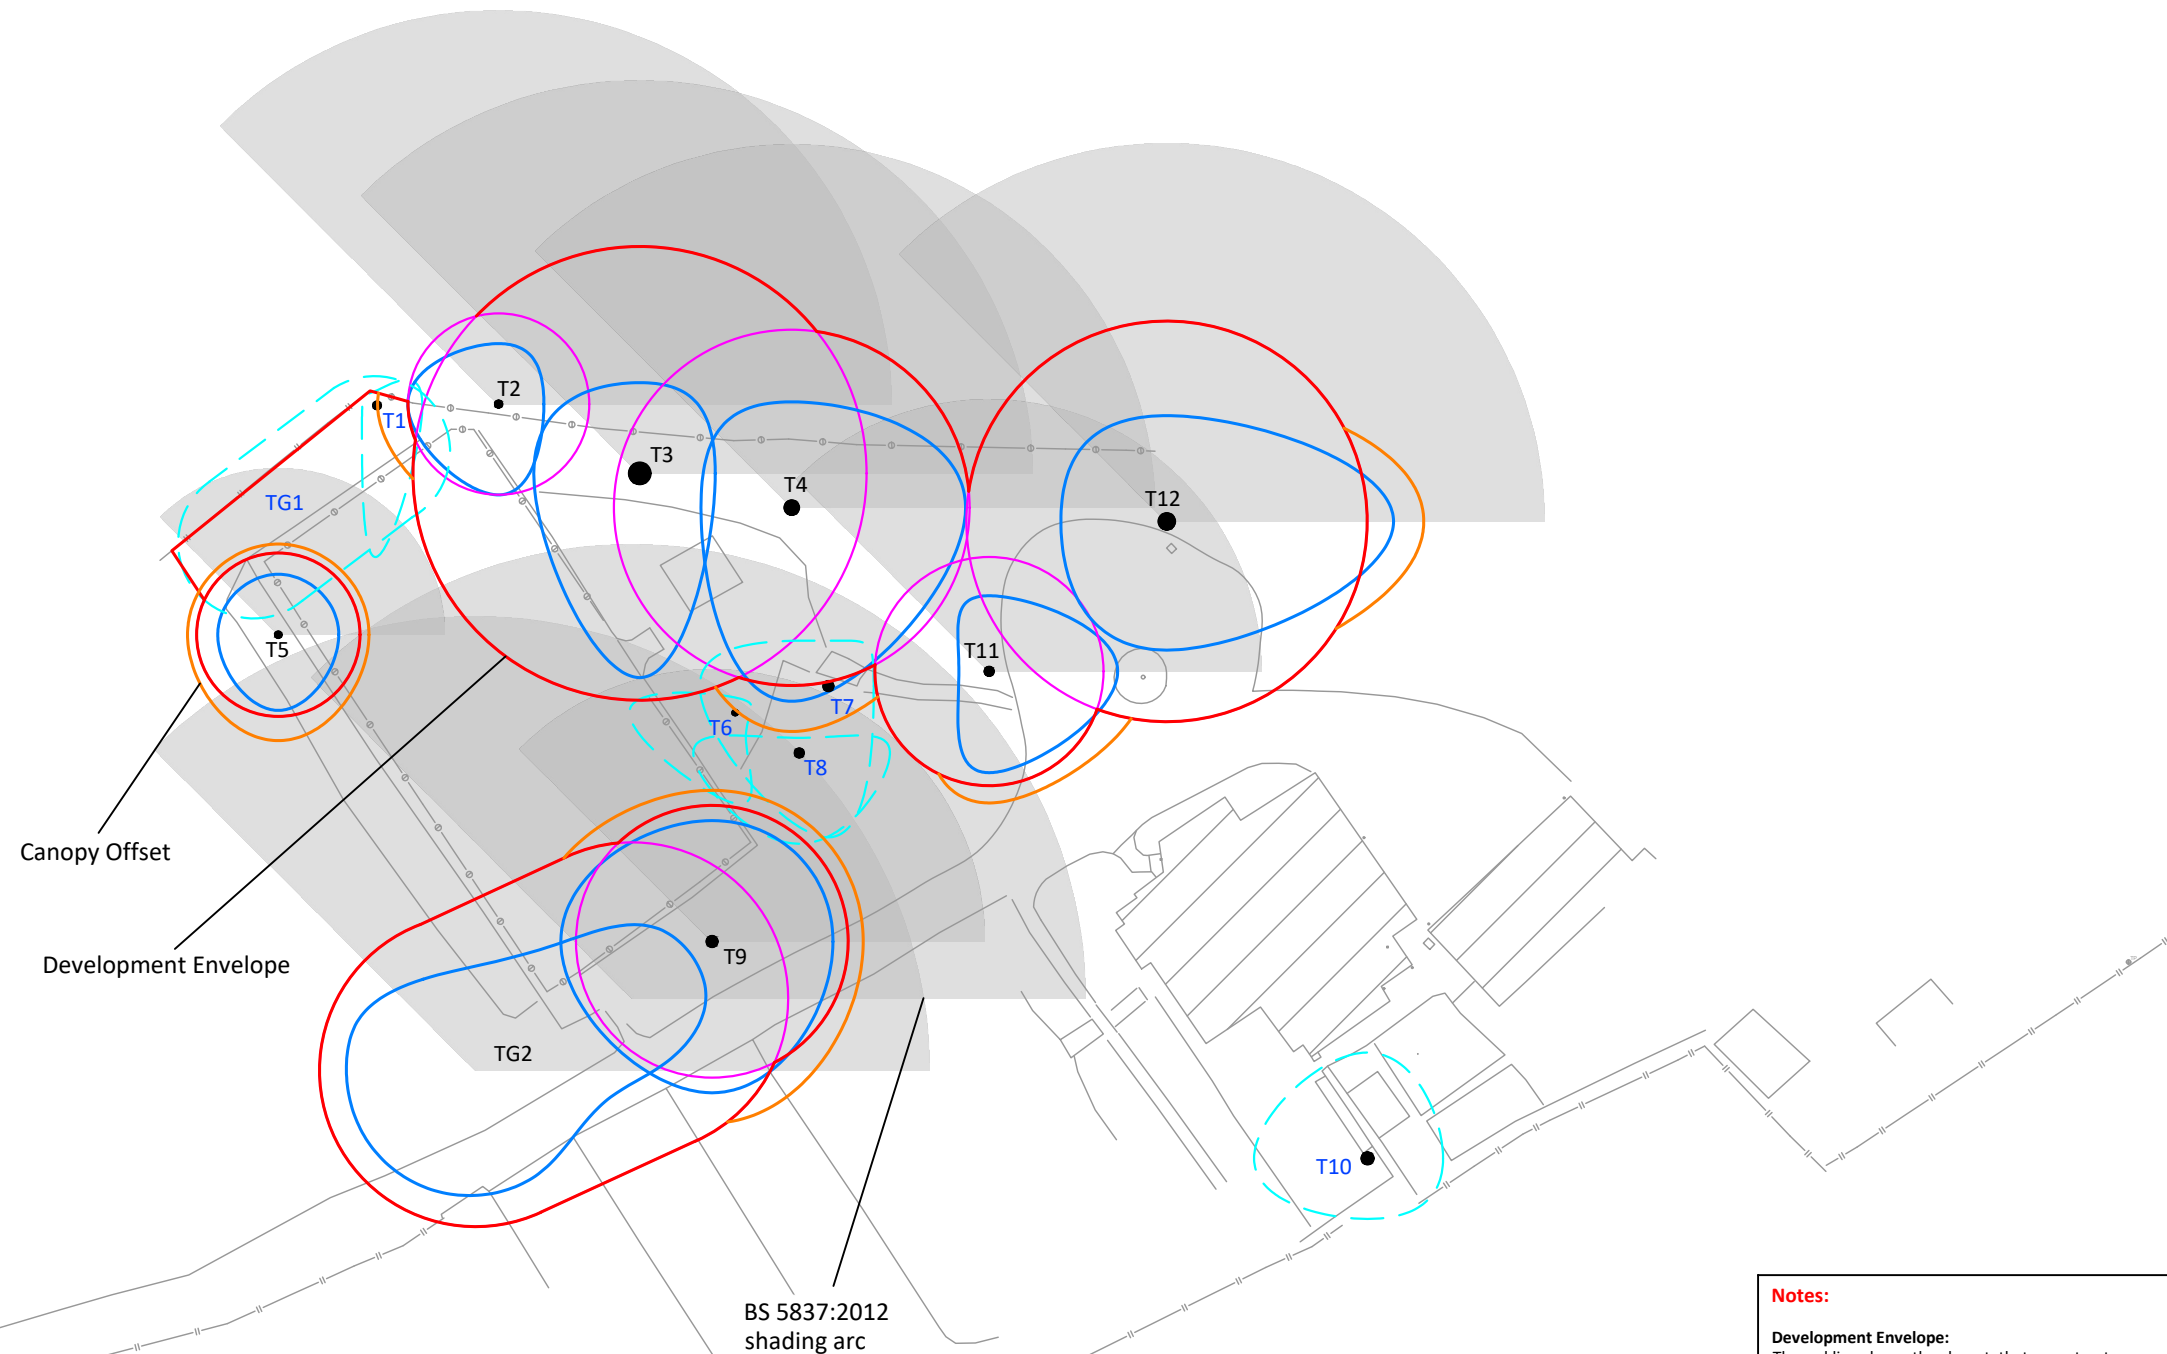 T2
T1
T3
T4
T12
TG1
T5
T11
T6
T7
T8
T9
TG2
T10
Canopy Offset
Development Envelope
BS 5837:2012
shading arc
Notes:
Development Envelope: